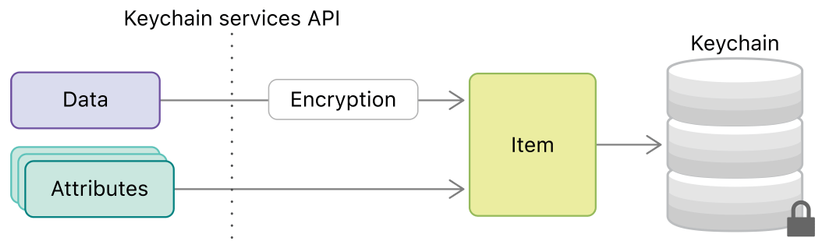 Keychain services API
Keychain
Data
Encryption
Item
Attributes